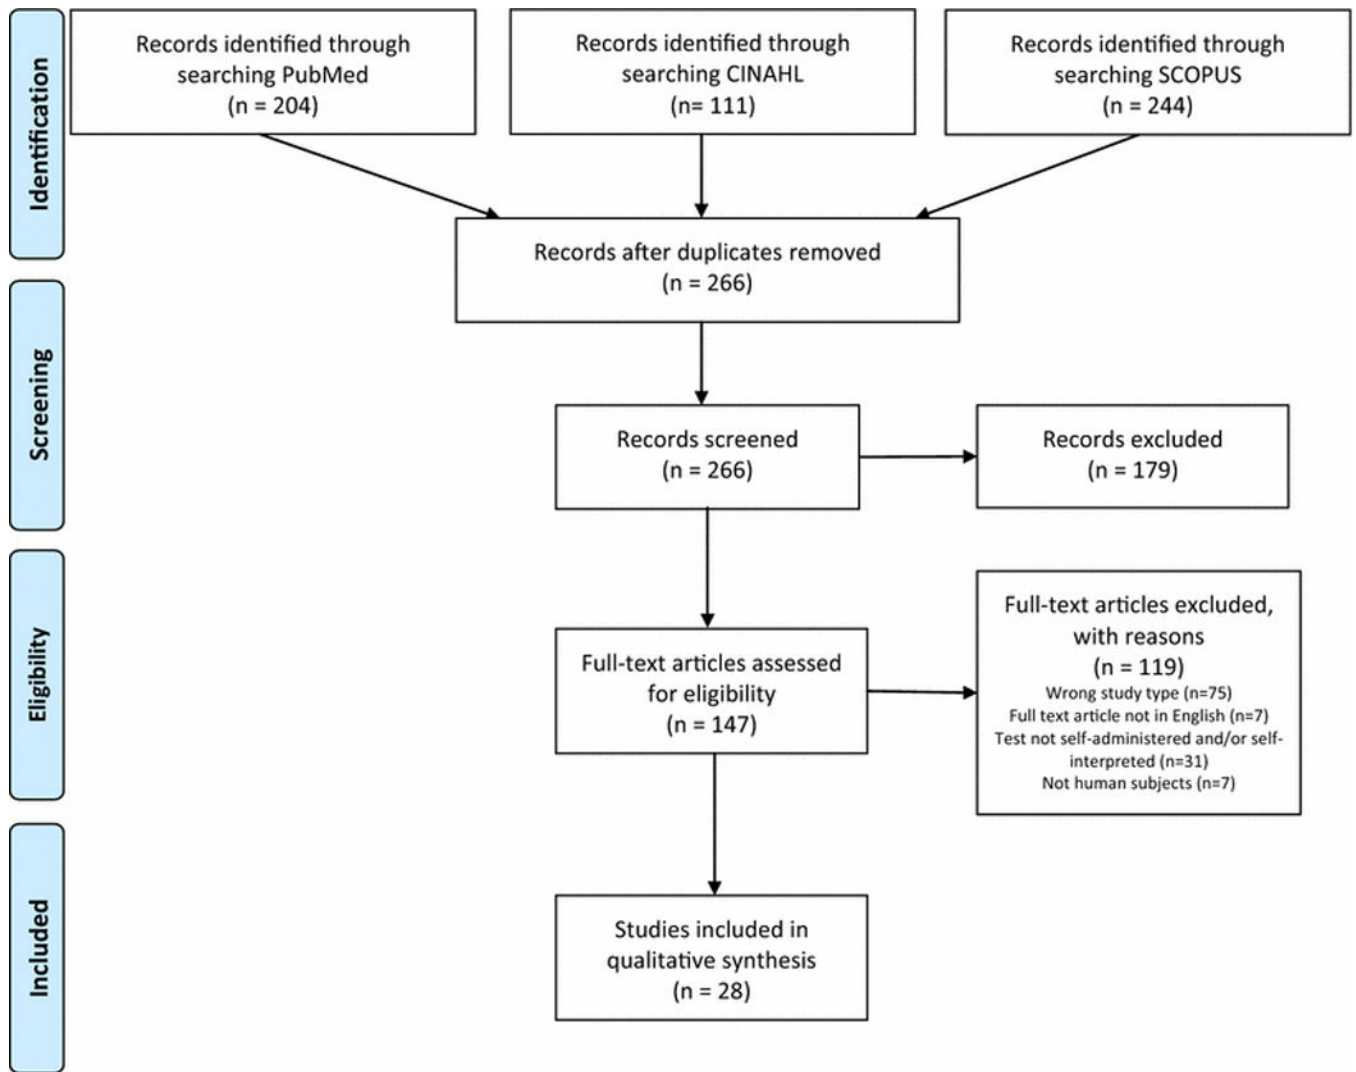 Identification
Records identified through
searching PubMed
(n = 204)
Records identified through
searching CINAHL
(n= 111)
Records identified through
searching SCOPUS
(n = 244)
Records after duplicates removed
(n = 266)
Screening
Records screened
(n = 266)
Records excluded
(n = 179)
Eligibility
Full-text articles assessed
for eligibility
(n = 147)
Full-text articles excluded,
with reasons
(n = 119)
Wrong study type (n=75)
Full text article not in English (n=7)
Test not self-administered and/or self-
interpreted (n=31)
Not human subjects (n=7)
Included
Studies included in
qualitative synthesis
(n = 28)